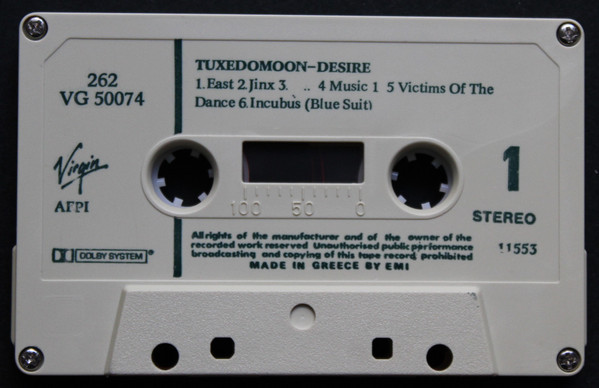 262
VG 50074
TUXEDOMOON-DESIRE
1.East 2.Jinx 3. .. 4 Music 1 5 Victims Of The
Dance 6.Incubus (Blue Suit)
Virgin
AEPI
1
STEREO
11553
100 50 0
DOLBY SYSTEM
All rights of the manufacturer and of the owner of the
recorded work reserved Unauthorised public performance
broadcasting and copying of this tape record prohibited
MADE IN GREECE BY EMI